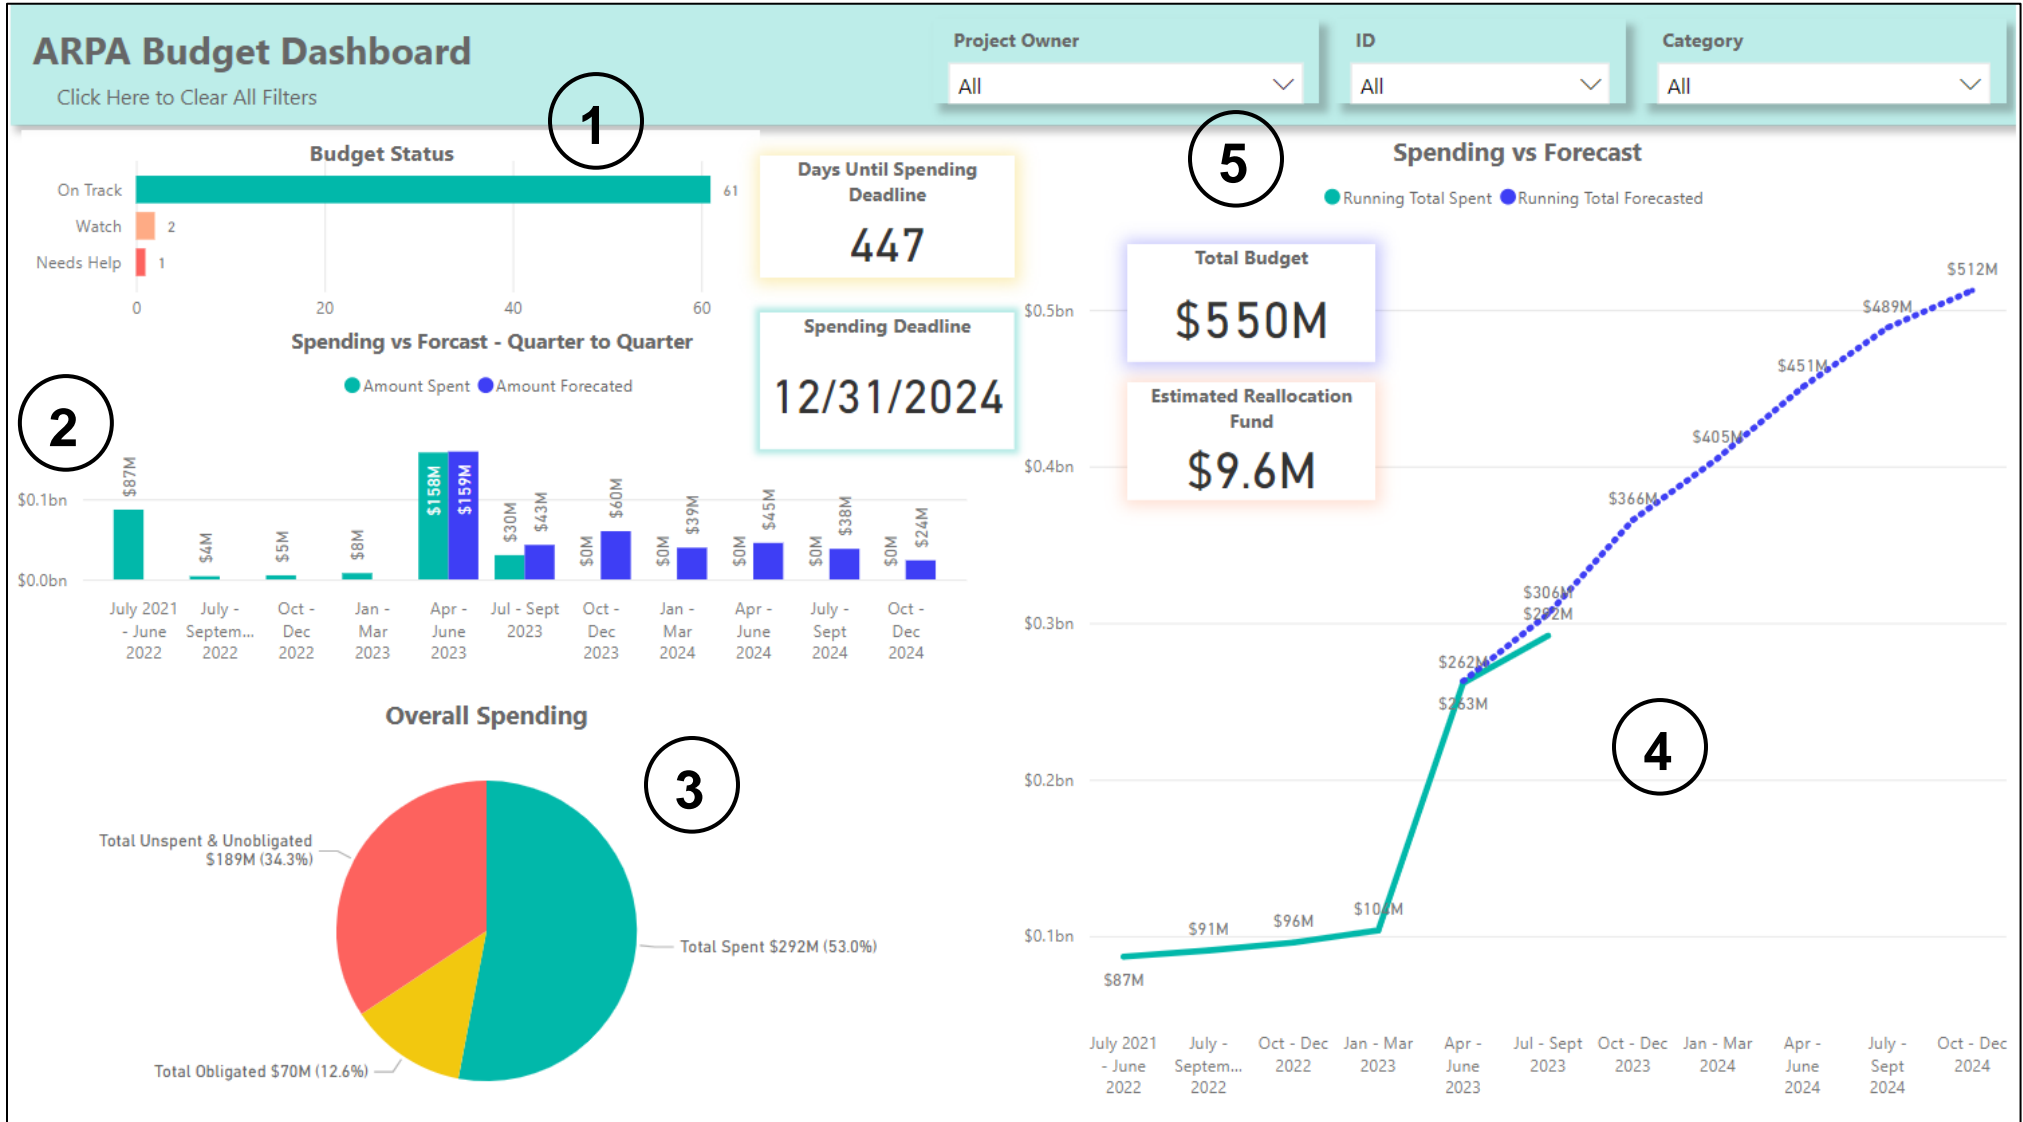 ARPA Budget Dashboard
Click Here to Clear All Filters
Project Owner
All
ID
All
Category
All
1
Budget Status
On Track
61
Watch
2
Needs Help
1
0
20
40
60
Days Until Spending
Deadline
447
Spending Deadline
12/31/2024
2
Spending vs Forcast - Quarter to Quarter
Amount Spent
Amount Forecated
$0.1bn
$0.0bn
$87M
$4M
$5M
$8M
$158M
$159M
$30M
$43M
$0M
$60M
$0M
$39M
$0M
$45M
$0M
$38M
$0M
$24M
July 2021
- June
2022
July -
Septem...
2022
Oct -
Dec
2022
Jan -
Mar
2023
Apr -
June
2023
Jul - Sept
2023
Oct -
Dec
2023
Jan -
Mar
2024
Apr -
June
2024
July -
Sept
2024
Oct -
Dec
2024
Overall Spending
3
Total Unspent & Unobligated
$189M (34.3%)
Total Spent $292M (53.0%)
Total Obligated $70M (12.6%)
5
Spending vs Forecast
Running Total Spent
Running Total Forecasted
Total Budget
$550M
Estimated Reallocation
Fund
$9.6M
$0.5bn
$0.4bn
$0.3bn
$0.2bn
$0.1bn
$512M
$489M
$451M
$405M
$366M
$306M
$292M
$262M
$263M
$96M
$91M
$87M
4
July 2021
- June
2022
July -
Septem...
2022
Oct - Dec
2022
Jan - Mar
2023
Apr -
June
2023
Jul - Sept
2023
Oct - Dec
2023
Jan - Mar
2024
Apr -
June
2024
July -
Sept
2024
Oct - Dec
2024